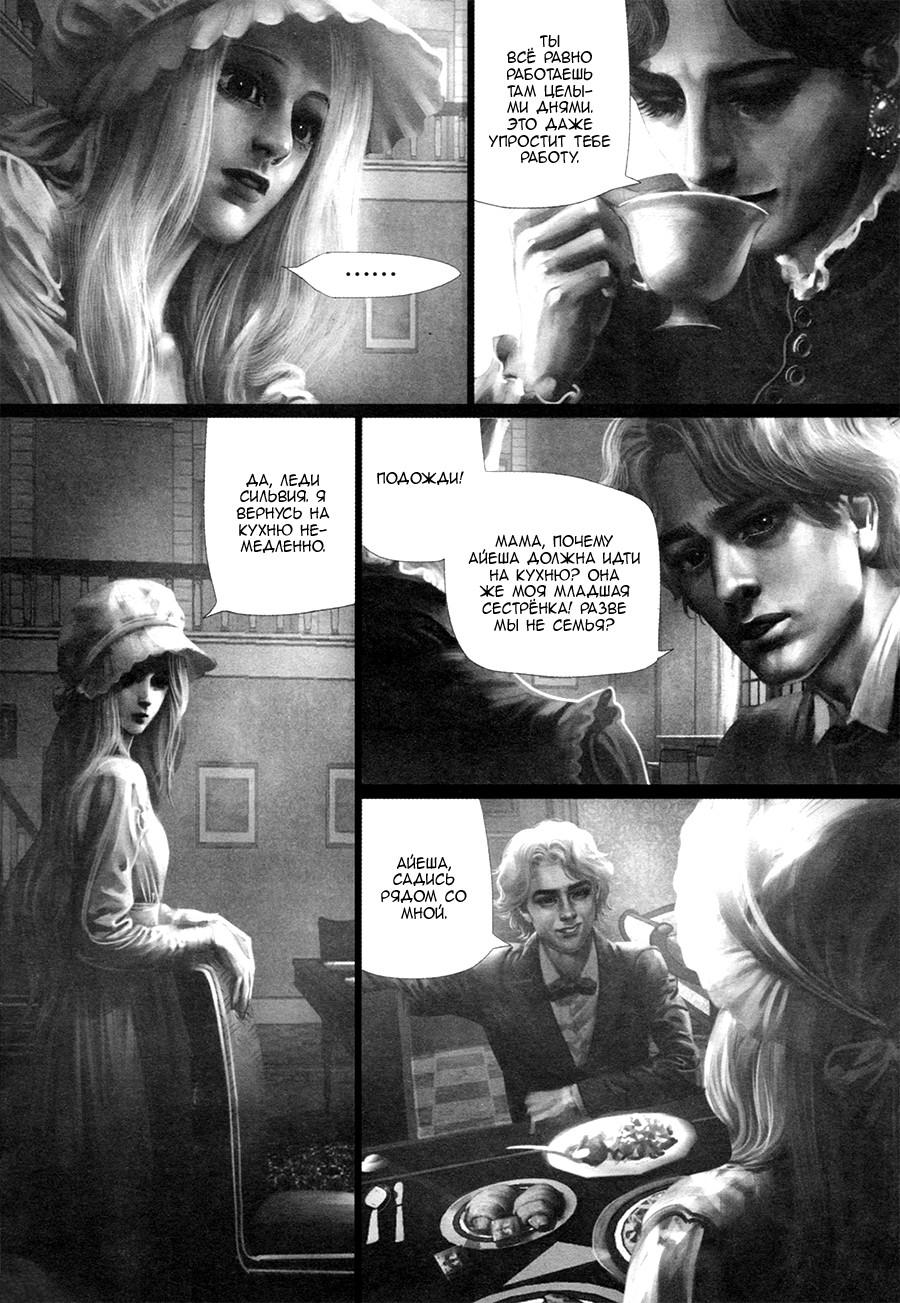 ......
ТЫ
ВСЁ РАВНО
РАБОТАЕШЬ
ТАМ ЦЕЛЫ-
МИ ДНЯМИ.
ЭТО ДАЖЕ
УПРОСТИТ ТЕБЕ
РАБОТУ.
ДА, ЛЕДИ
СИЛЬВИЯ. Я
ВЕРНУСЬ НА
КУХНЮ НЕ-
МЕДЛЕННО.
ПОДОЖДИ!
МАМА, ПОЧЕМУ
АЙЕША ДОЛЖНА ИДТИ
НА КУХНЮ? ОНА
ЖЕ МОЯ МЛАДШАЯ
СЕСТРЁНКА! РАЗВЕ
МЫ НЕ СЕМЬЯ?
АЙЕША,
САДИСЬ
РЯДОМ СО
МНОЙ.